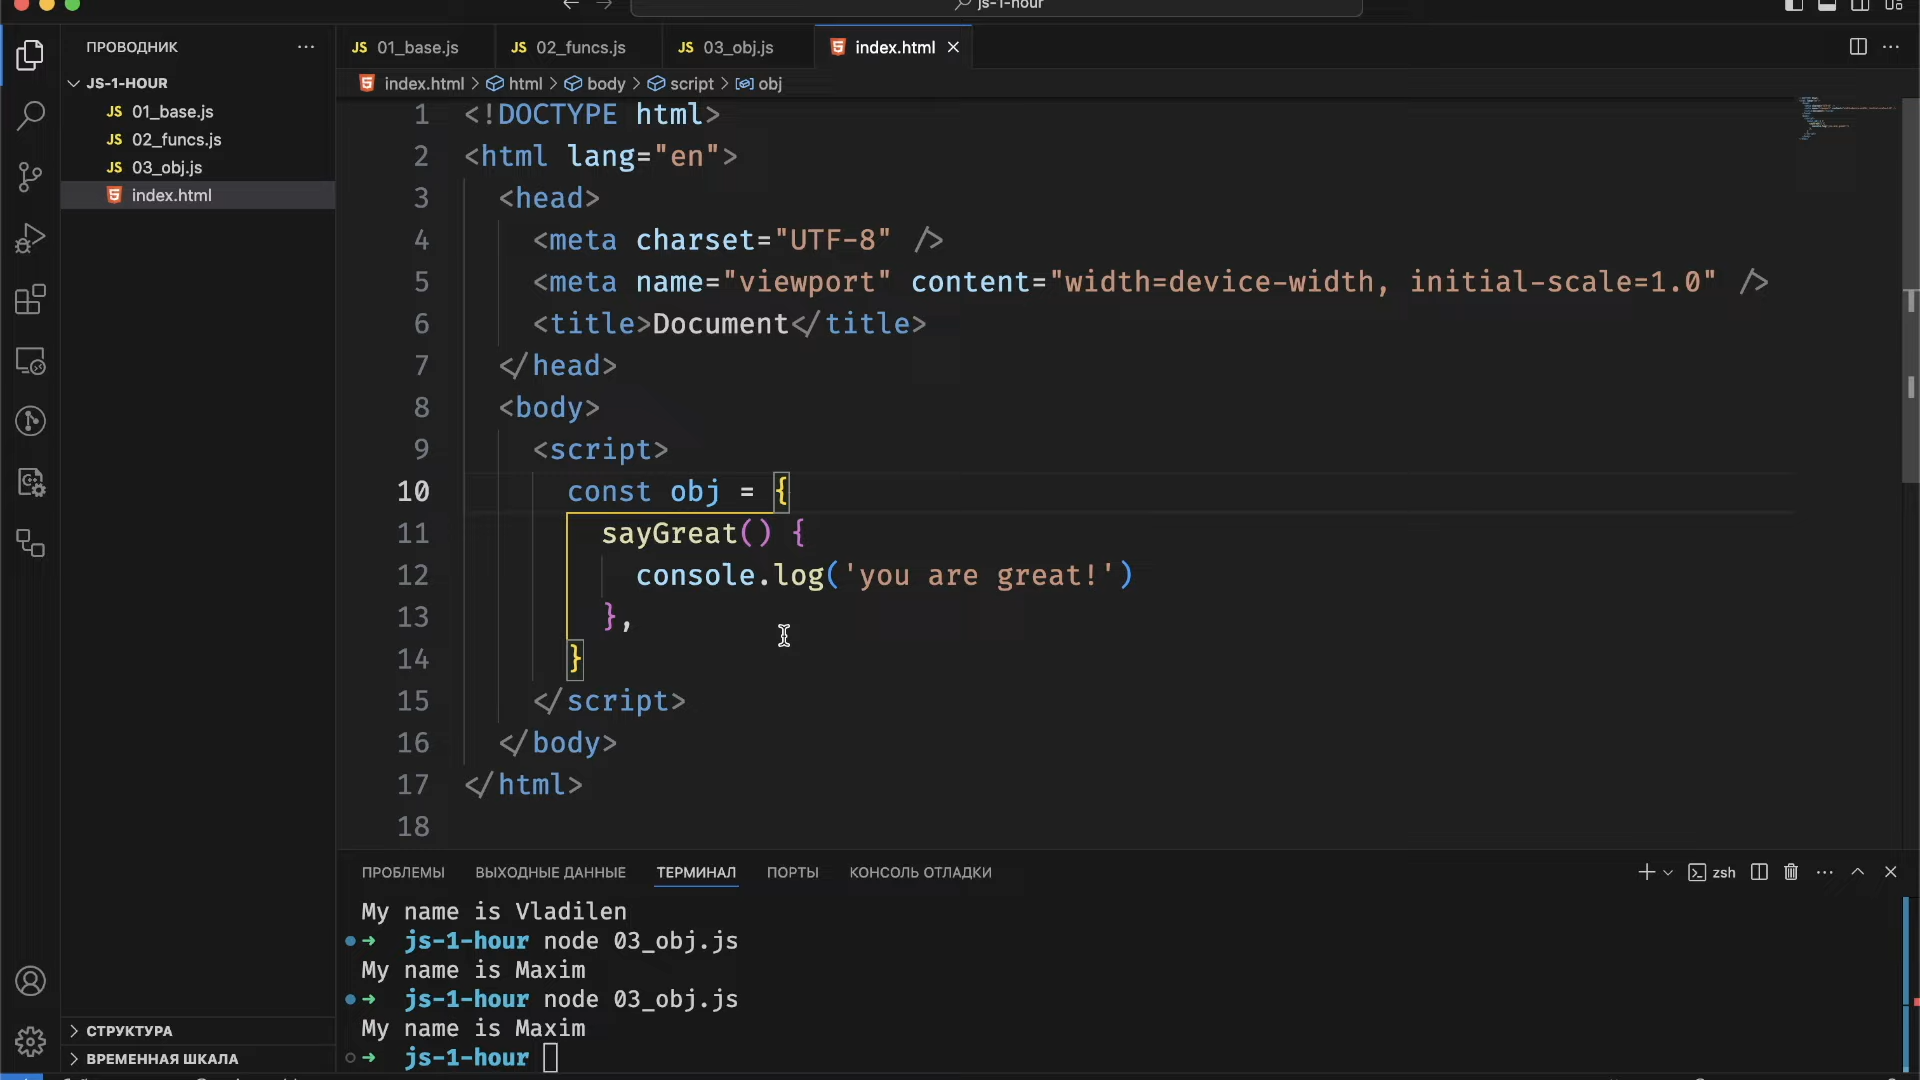 js-1-hour
ПРОВОДНИК
JS-1-HOUR
JS 01_base.js
JS 02_funcs.js
JS 03_obj.js
index.html
СТРУКТУРА
ВРЕМЕННАЯ ШКАЛА
JS 01_base.js JS 02_funcs.js JS 03_obj.js index.html
index.html > html > body > script > obj
1 <!DOCTYPE html>
2 <html lang="en">
3 <head>
4 <meta charset="UTF-8" />
5 <meta name="viewport" content="width=device-width, initial-scale=1.0" />
6 <title>Document</title>
7 </head>
8 <body>
9 <script>
10 const obj = {
11 sayGreat() {
12 console.log('you are great!')
13 },
14 }
15 </script>
16 </body>
17 </html>
18
ПРОБЛЕМЫ ВЫХОДНЫЕ ДАННЫЕ ТЕРМИНАЛ ПОРТЫ КОНСОЛЬ ОТЛАДКИ zsh
My name is Vladilen
➜ js-1-hour node 03_obj.js
My name is Maxim
➜ js-1-hour node 03_obj.js
My name is Maxim
➜ js-1-hour